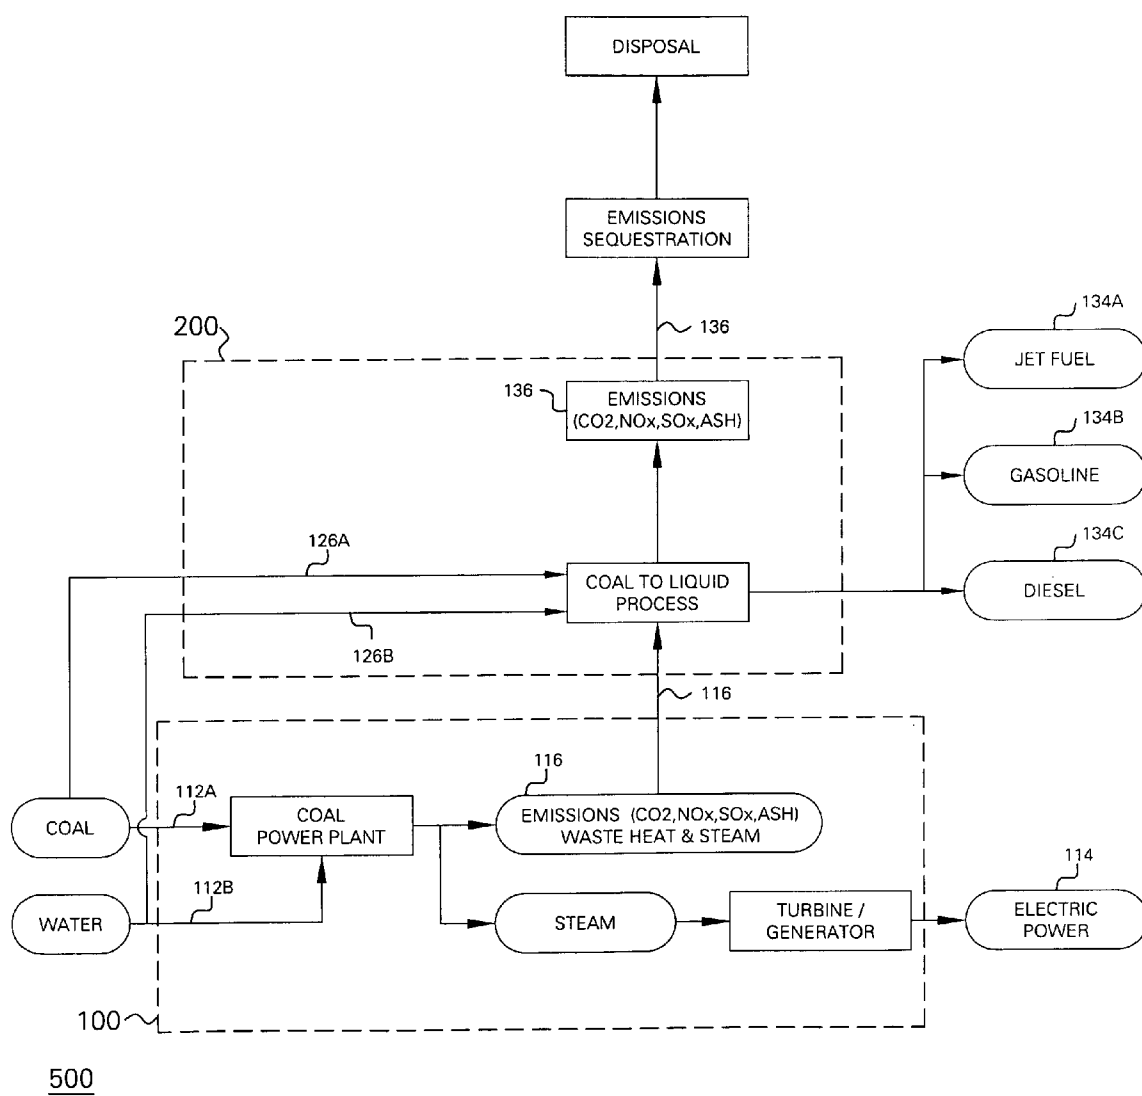 DISPOSAL
EMISSIONS
SEQUESTRATION
136
200
134A
JET FUEL
136
EMISSIONS
(CO2,NOx,SOx,ASH)
134B
GASOLINE
126A
134C
COAL TO LIQUID
PROCESS
DIESEL
126B
116
116
112A
COAL
COAL
POWER PLANT
EMISSIONS (CO2,NOx,SOx,ASH)
WASTE HEAT & STEAM
112B
114
WATER
STEAM
TURBINE /
GENERATOR
ELECTRIC
POWER
100
500